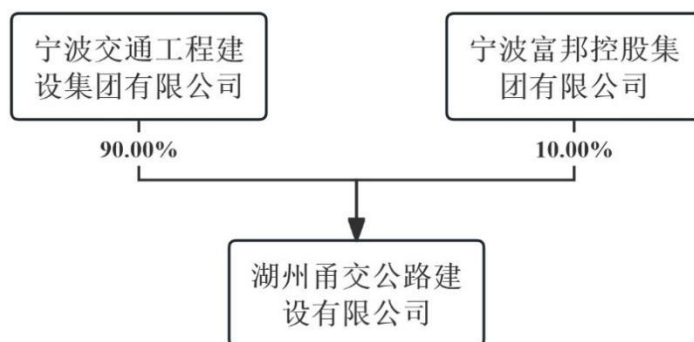 宁波交通工程建
设集团有限公司
宁波富邦控股集
团有限公司
90.00%
10.00%
湖州甬交公路建
设有限公司